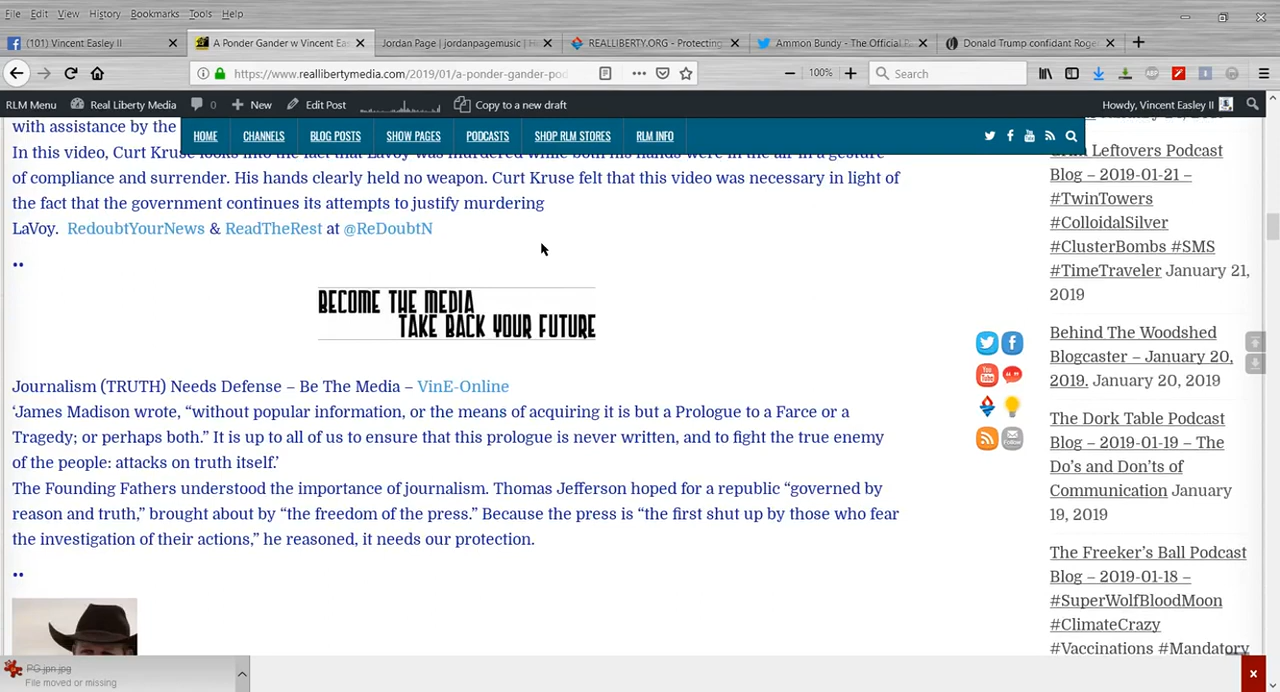 File Edit View History Bookmarks Tools Help
(101) Vincent Easley II
A Ponder Gander w Vincent Ea
Jordan Page | jordanpagemusic | H
REALLIBERTY.ORG - Protecting
Ammon Bundy - The Official Pa
Donald Trump confidant Roge
https://www.reallibertymedia.com/2019/01/a-ponder-gander-pod
100%
Search
RLM Menu Real Liberty Media 0 New Edit Post Copy to a new draft Howdy, Vincent Easley II
HOME CHANNELS BLOG POSTS SHOW PAGES PODCASTS SHOP RLM STORES RLM INFO
with assistance by the
In this video, Curt Kruse looks into the fact that LaVoy was murdered while both his hands were in the air in a gesture
of compliance and surrender. His hands clearly held no weapon. Curt Kruse felt that this video was necessary in light of
the fact that the government continues its attempts to justify murdering
LaVoy. RedoubtYourNews & ReadTheRest at @ReDoubtN
••
BECOME THE MEDIA
TAKE BACK YOUR FUTURE
Journalism (TRUTH) Needs Defense – Be The Media – VinE-Online
‘James Madison wrote, “without popular information, or the means of acquiring it is but a Prologue to a Farce or a
Tragedy; or perhaps both.” It is up to all of us to ensure that this prologue is never written, and to fight the true enemy
of the people: attacks on truth itself.’
The Founding Fathers understood the importance of journalism. Thomas Jefferson hoped for a republic “governed by
reason and truth,” brought about by “the freedom of the press.” Because the press is “the first shut up by those who fear
the investigation of their actions,” he reasoned, it needs our protection.
••
Leftovers Podcast
Blog – 2019-01-21 –
#TwinTowers
#ColloidalSilver
#ClusterBombs #SMS
#TimeTraveler January 21,
2019
Behind The Woodshed
Blogcaster – January 20,
2019. January 20, 2019
The Dork Table Podcast
Blog – 2019-01-19 – The
Do’s and Don’ts of
Communication January
19, 2019
The Freeker’s Ball Podcast
Blog – 2019-01-18 –
#SuperWolfBloodMoon
#ClimateCrazy
#Vaccinations #Mandatory
You Tube
Follow
PG.jpn.jpg
File moved or missing